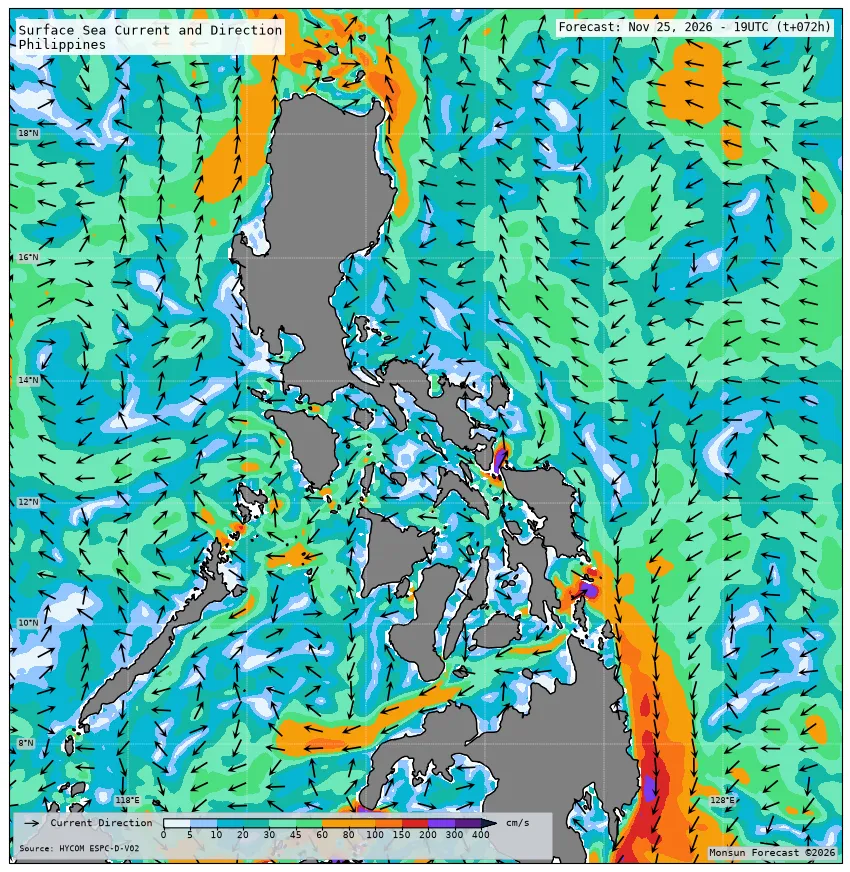 Surface Sea Current and Direction
Philippines
Forecast: Nov 25, 2026 - 19UTC (t+072h)
18°N
16°N
14°N
12°N
10°N
8°N
118°E
128°E
Current Direction
0 5 10 20 30 45 60 80 100 150 200 300 400
cm/s
Source: HYCOM ESPC-D-V02
Monsun Forecast ©2026